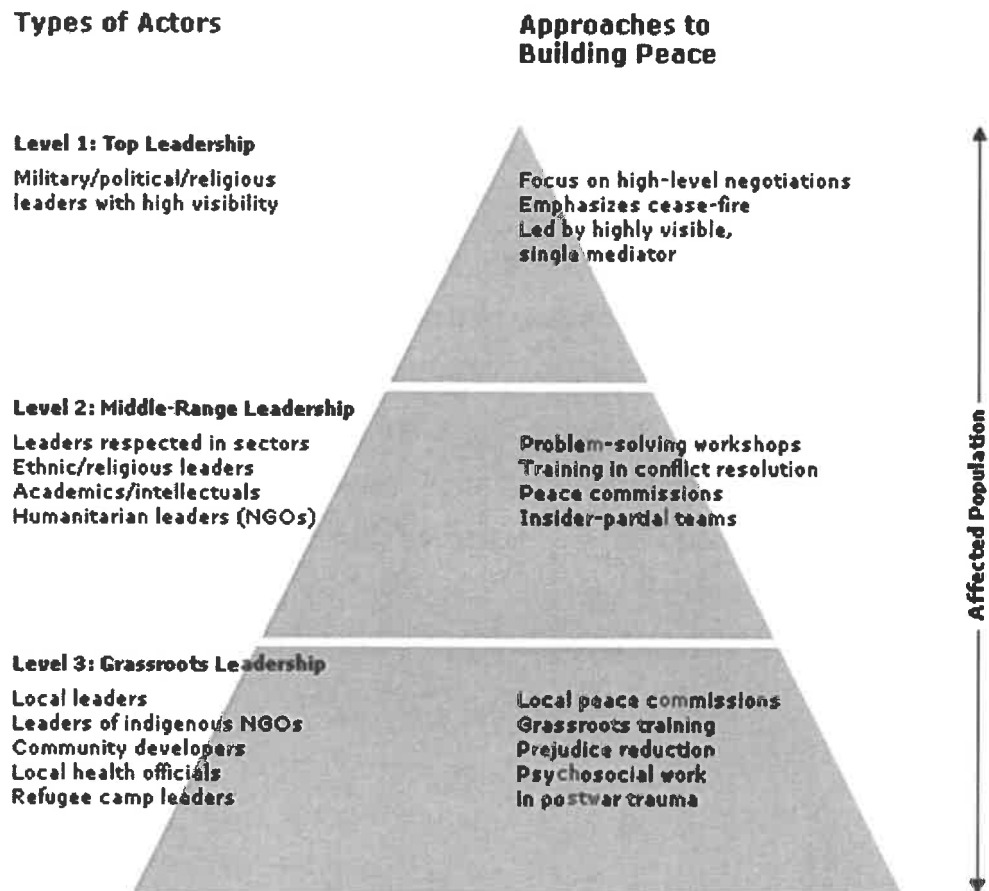 Types of Actors
Approaches to
Building Peace
Level 1: Top Leadership
Military/political/religious
leaders with high visibility
Focus on high-level negotiations
Emphasizes cease-fire
Led by highly visible,
single mediator
Level 2: Middle-Range Leadership
Leaders respected in sectors
Ethnic/religious leaders
Academics/intellectuals
Humanitarian leaders (NGOs)
Problem-solving workshops
Training in conflict resolution
Peace commissions
Insider-partial teams
Level 3: Grassroots Leadership
Local leaders
Leaders of indigenous NGOs
Community developers
Local health officials
Refugee camp leaders
Local peace commissions
Grassroots training
Prejudice reduction
Psychosocial work
in postwar trauma
Affected Population